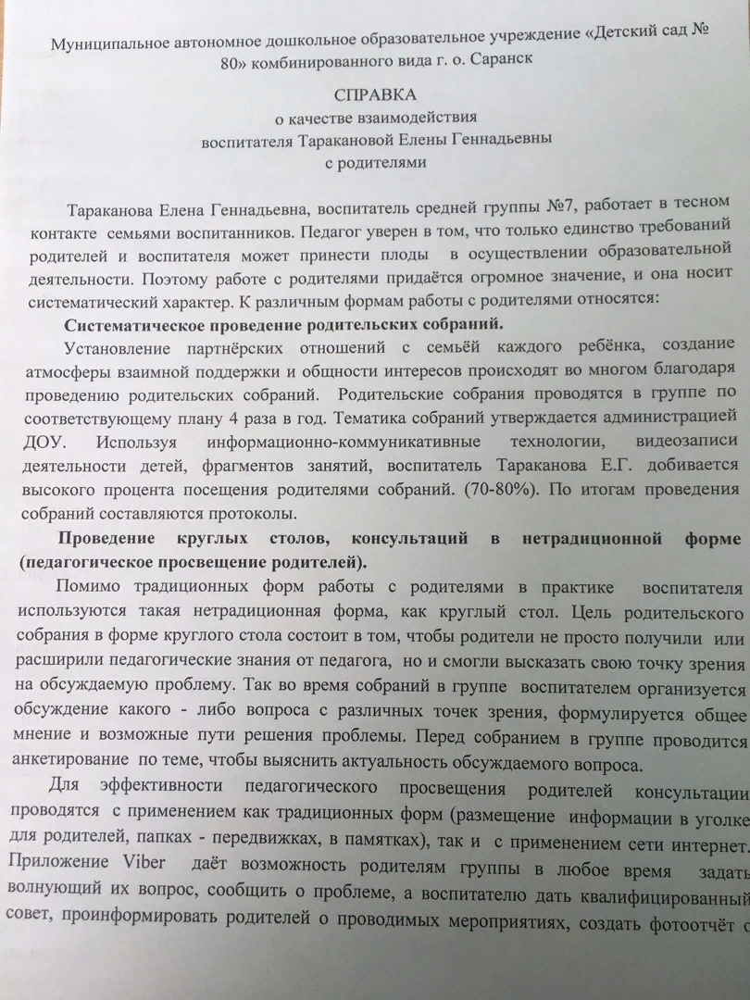 Муниципальное автономное дошкольное образовательное учреждение «Детский сад №
80» комбинированного вида г. о. Саранск
СПРАВКА
о качестве взаимодействия
воспитателя Таракановой Елены Геннадьевны
с родителями
Тараканова Елена Геннадьевна, воспитатель средней группы №7, работает в тесном
контакте семьями воспитанников. Педагог уверен в том, что только единство требований
родителей и воспитателя может принести плоды в осуществлении образовательной
деятельности. Поэтому работе с родителями придаётся огромное значение, и она носит
систематический характер. К различным формам работы с родителями относятся:
Систематическое проведение родительских собраний.
Установление партнёрских отношений с семьёй каждого ребёнка, создание
атмосферы взаимной поддержки и общности интересов происходят во многом благодаря
проведению родительских собраний. Родительские собрания проводятся в группе по
соответствующему плану 4 раза в год. Тематика собраний утверждается администрацией
ДОУ. Используя информационно-коммуникативные технологии, видеозаписи
деятельности детей, фрагментов занятий, воспитатель Тараканова Е.Г. добивается
высокого процента посещения родителями собраний. (70-80%). По итогам проведения
собраний составляются протоколы.
Проведение круглых столов, консультаций в нетрадиционной форме
(педагогическое просвещение родителей).
Помимо традиционных форм работы с родителями в практике воспитателя
используются такая нетрадиционная форма, как круглый стол. Цель родительского
собрания в форме круглого стола состоит в том, чтобы родители не просто получили или
расширили педагогические знания от педагога, но и смогли высказать свою точку зрения
на обсуждаемую проблему. Так во время собраний в группе воспитателем организуется
обсуждение какого - либо вопроса с различных точек зрения, формулируется общее
мнение и возможные пути решения проблемы. Перед собранием в группе проводится
анкетирование по теме, чтобы выяснить актуальность обсуждаемого вопроса.
Для эффективности педагогического просвещения родителей консультации
проводятся с применением как традиционных форм (размещение информации в уголке
для родителей, папках - передвижках, в памятках), так и с применением сети интернет.
Приложение Viber даёт возможность родителям группы в любое время задать
волнующий их вопрос, сообщить о проблеме, а воспитателю дать квалифицированный
совет, проинформировать родителей о проводимых мероприятиях, создать фотоотчёт с